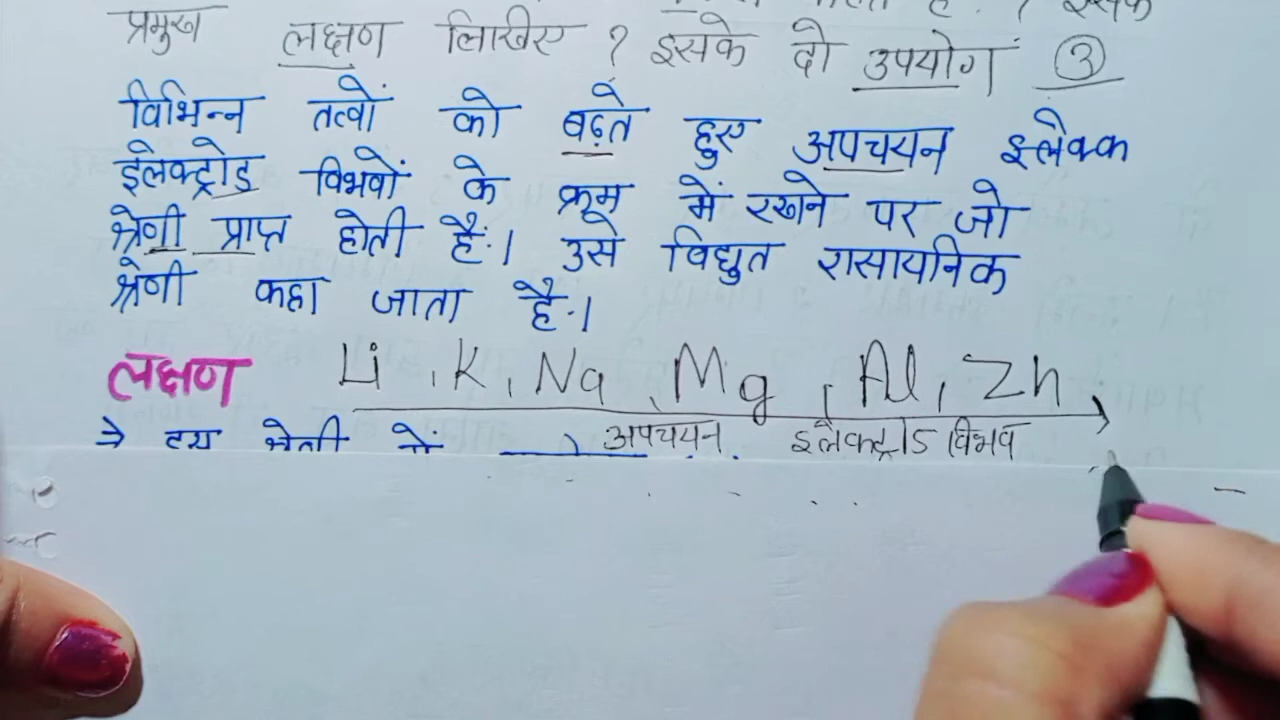 प्रमुख लक्षण लिखिए ? इसके दो उपयोग 3
विभिन्न तत्वों को बढ़ते हुए अपचयन इलेक्क
इलेक्ट्रोड विभवों के क्रम में रखने पर जो
श्रेणी प्राप्त होती है। उसे विद्युत रासायनिक
श्रेणी कहा जाता है।
लक्षण Li , K , Na , Mg , Al , Zn ,
अपचयन इलैक्ट्रोड विभव